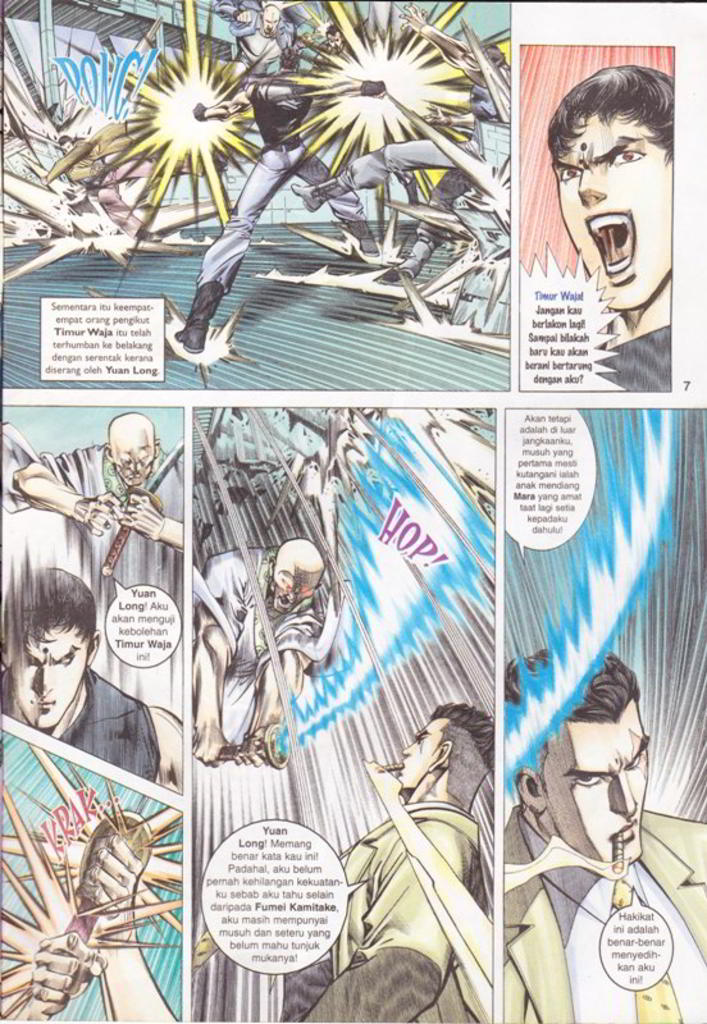 PONG!
Sementara itu keempat-
empat orang pengikut
Timur Waja itu telah
terhumban ke belakang
dengan serentak kerana
diserang oleh Yuan Long.
Timur Waja!
Jangan kau
berlakon lagi!
Sampai bilakah
baru kau akan
berani bertarung
dengan aku?
7
Yuan
Long! Aku
akan menguji
kebolehan
Timur Waja
ini!
KRAK...
HOP!
Yuan
Long! Memang
benar kata kau ini!
Padahal, aku belum
pernah kehilangan kekuatan-
ku sebab aku tahu selain
daripada Fumei Kamitake,
aku masih mempunyai
musuh dan seteru yang
belum mahu tunjuk
mukanya!
Akan tetapi
adalah di luar
jangkaanku,
musuh yang
pertama mesti
kutangani ialah
anak mendiang
Mara yang amat
taat lagi setia
kepadaku
dahulu!
Hakikat
ini adalah
benar-benar
menyedih-
kan aku
ini!